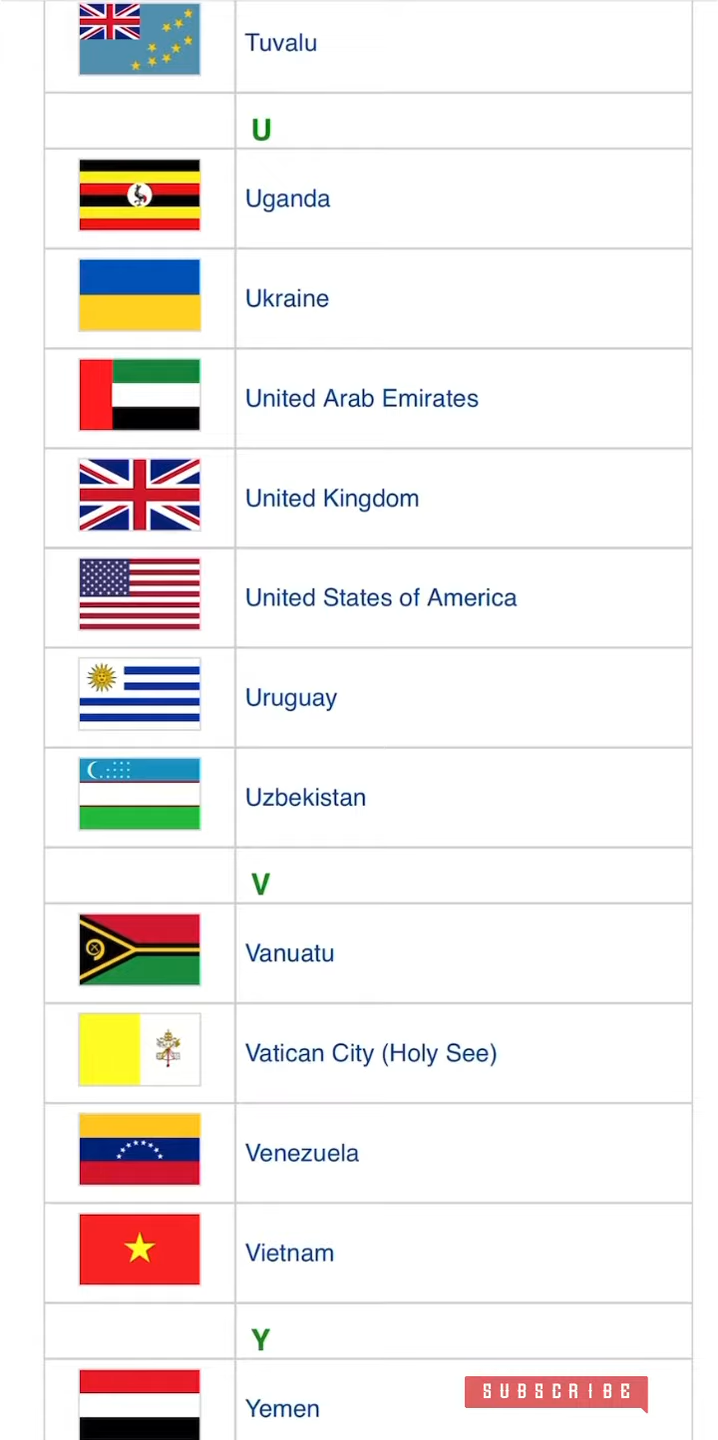 Tuvalu
U
Uganda
Ukraine
United Arab Emirates
United Kingdom
United States of America
Uruguay
Uzbekistan
V
Vanuatu
Vatican City (Holy See)
Venezuela
Vietnam
Y
SUBSCRIBE
Yemen